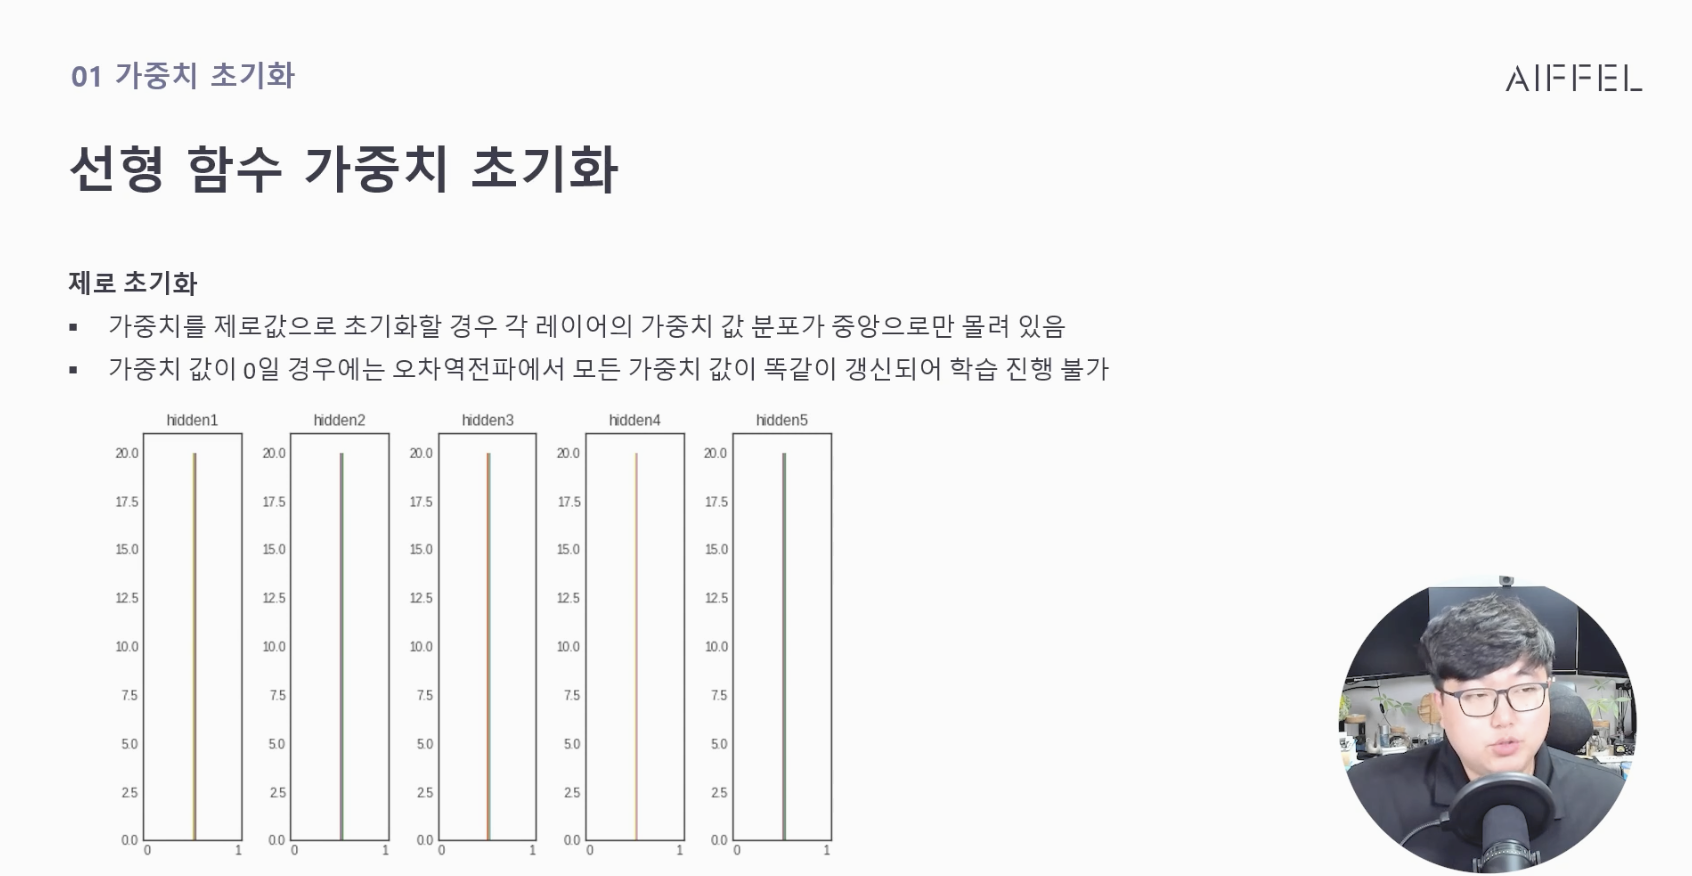 01 가중치 초기화
AIFFEL
선형 함수 가중치 초기화
제로 초기화
▪ 가중치를 제로값으로 초기화할 경우 각 레이어의 가중치 값 분포가 중앙으로만 몰려 있음
▪ 가중치 값이 0일 경우에는 오차역전파에서 모든 가중치 값이 똑같이 갱신되어 학습 진행 불가
hidden1 hidden2 hidden3 hidden4 hidden5
20.0 20.0 20.0 20.0 20.0
17.5 17.5 17.5 17.5 17.5
15.0 15.0 15.0 15.0 15.0
12.5 12.5 12.5 12.5 12.5
10.0 10.0 10.0 10.0 10.0
7.5 7.5 7.5 7.5 7.5
5.0 5.0 5.0 5.0 5.0
2.5 2.5 2.5 2.5 2.5
0.0 0.0 0.0 0.0 0.0
0 1 0 1 0 1 0 1 0 1